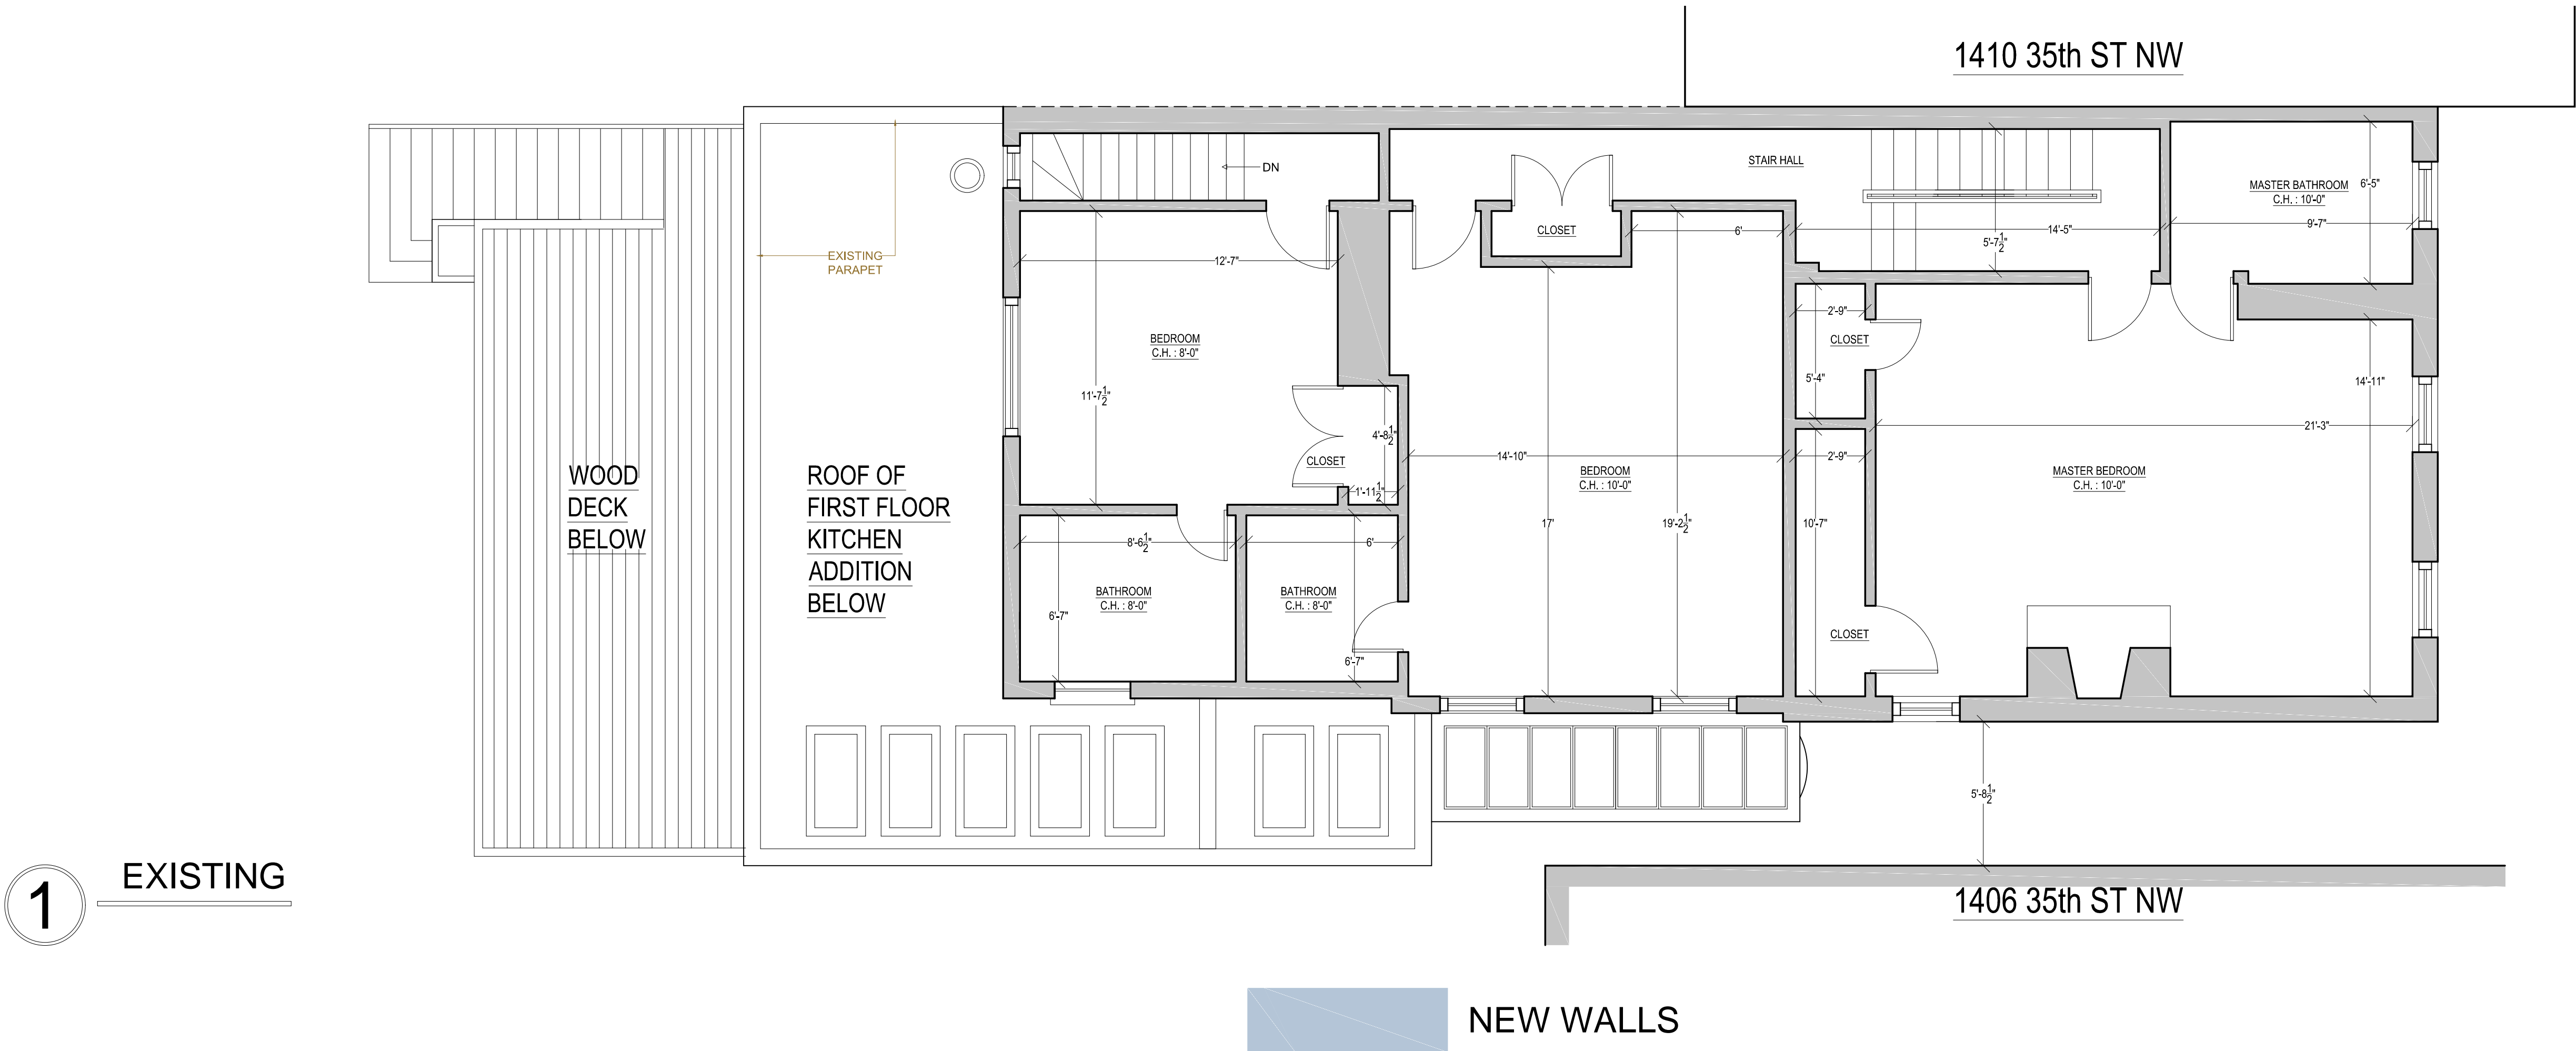 1410 35th ST NW
STAIR HALL
DN
MASTER BATHROOM
C.H. : 10'-0"
6'-5"
9'-7"
CLOSET
6'
14'-5"
5'-7 1/2"
EXISTING
PARAPET
12'-7"
2'-9"
BEDROOM
C.H. : 8'-0"
CLOSET
5'-4"
14'-11"
11'-7 1/2"
4'-8 1/2"
21'-3"
CLOSET
14'-10"
2'-9"
BEDROOM
C.H. : 10'-0"
MASTER BEDROOM
C.H. : 10'-0"
1'-11 1/2"
17'
19'-2 1/2"
10'-7"
WOOD
DECK
BELOW
ROOF OF
FIRST FLOOR
KITCHEN
ADDITION
BELOW
8'-6 1/2"
6'
BATHROOM
C.H. : 8'-0"
BATHROOM
C.H. : 8'-0"
6'-7"
6'-7"
CLOSET
5'-8 1/2"
1
EXISTING
1406 35th ST NW
NEW WALLS